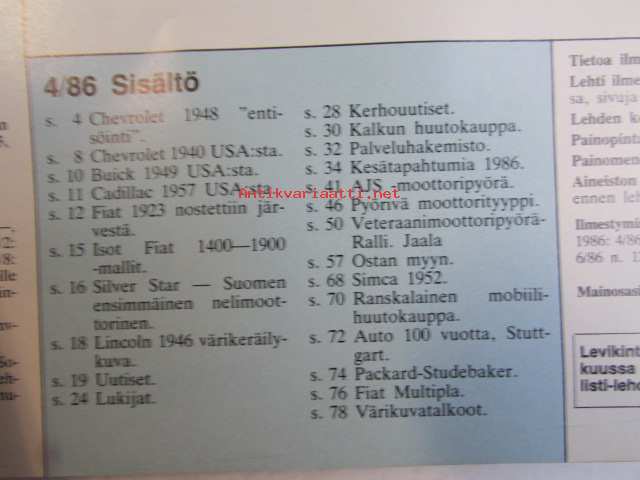 4/86 Sisältö
s. 4 Chevrolet 1948 "enti-
söinti".
s. 8 Chevrolet 1940 USA:sta.
s. 10 Buick 1949 USA:sta.
s. 11 Cadillac 1957 USA:sta.
s. 12 Fiat 1923 nostettiin jär-
vestä.
s. 15 Isot Fiat 1400—1900
-mallit.
s. 16 Silver Star — Suomen
ensimmäinen nelimoot-
torinen.
s. 18 Lincoln 1946 värikeräily-
kuva.
s. 19 Uutiset.
s. 24 Lukijat.
s. 28 Kerhouutiset.
s. 30 Kalkun huutokauppa.
s. 32 Palveluhakemisto.
s. 34 Kesätapahtumia 1986.
s. 41 AJS moottoripyörä.
s. 46 Pyörivä moottorityyppi.
s. 50 Veteraanimoottoripyörä-
Ralli. Jaala
s. 57 Ostan myyn.
s. 68 Simca 1952.
s. 70 Ranskalainen mobiili-
huutokauppa.
s. 72 Auto 100 vuotta, Stutt-
gart.
s. 74 Packard-Studebaker.
s. 76 Fiat Multipla.
s. 78 Värikuvatalkoot.
Antikvariaatti.net
Tietoa ilm
Lehti ilme
sa, sivuja
Lehden k
Painopint
Painomen
Aineiston
ennen leh
Ilmestymi
1986: 4/86
6/86 n. 1
Mainosasi
Levikint
kuussa
listi-leho